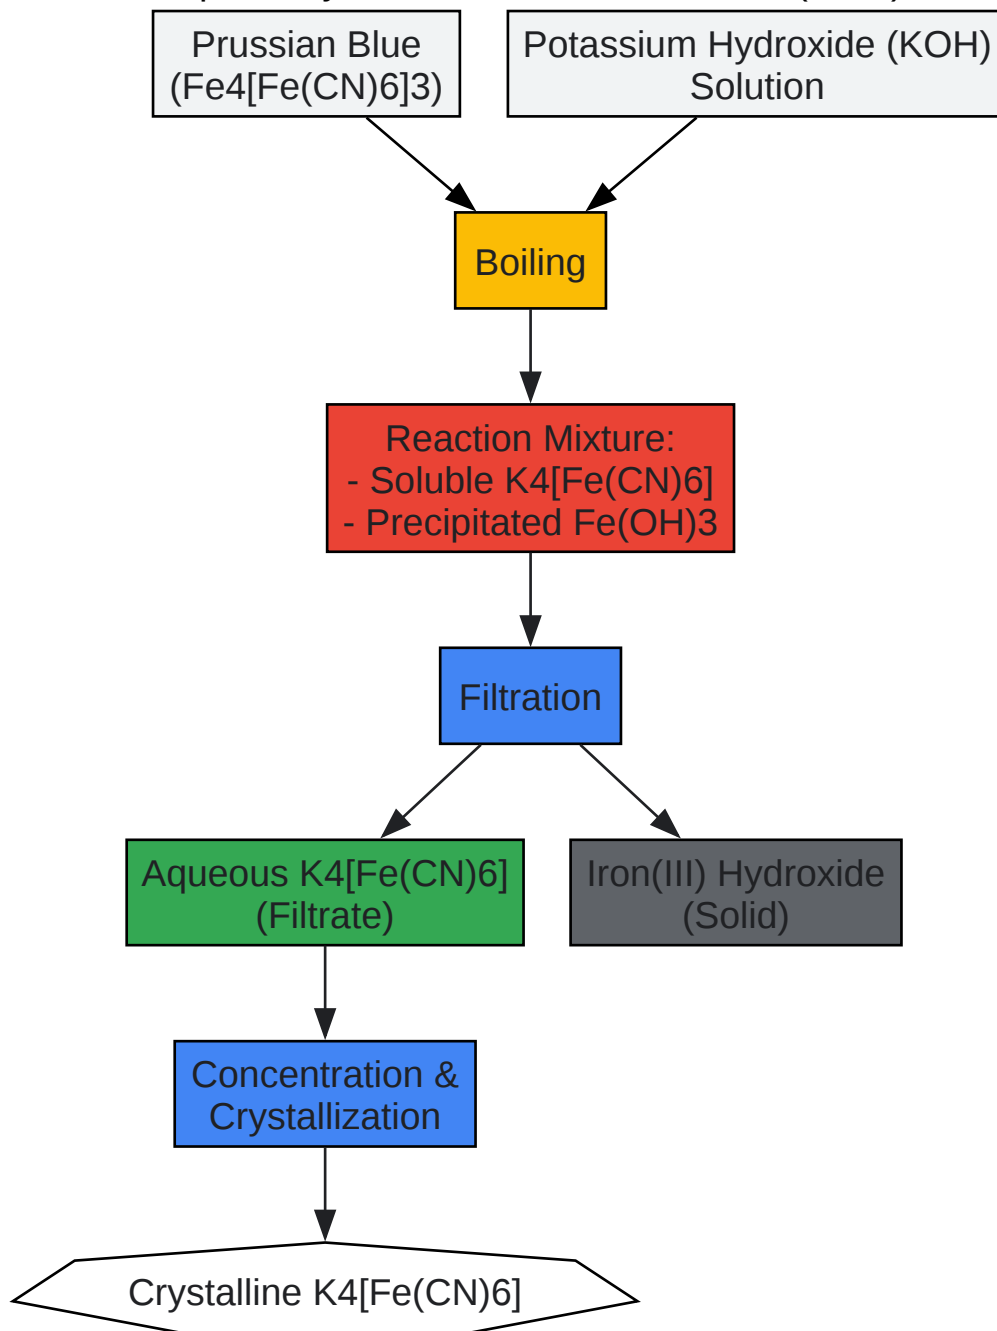 Prussian Blue
(Fe4[Fe(CN)6]3)
Potassium Hydroxide (KOH)
Solution
Boiling
Reaction Mixture:
- Soluble K4[Fe(CN)6]
- Precipitated Fe(OH)3
Filtration
Aqueous K4[Fe(CN)6]
(Filtrate)
Iron(III) Hydroxide
(Solid)
Concentration &
Crystallization
Crystalline K4[Fe(CN)6]